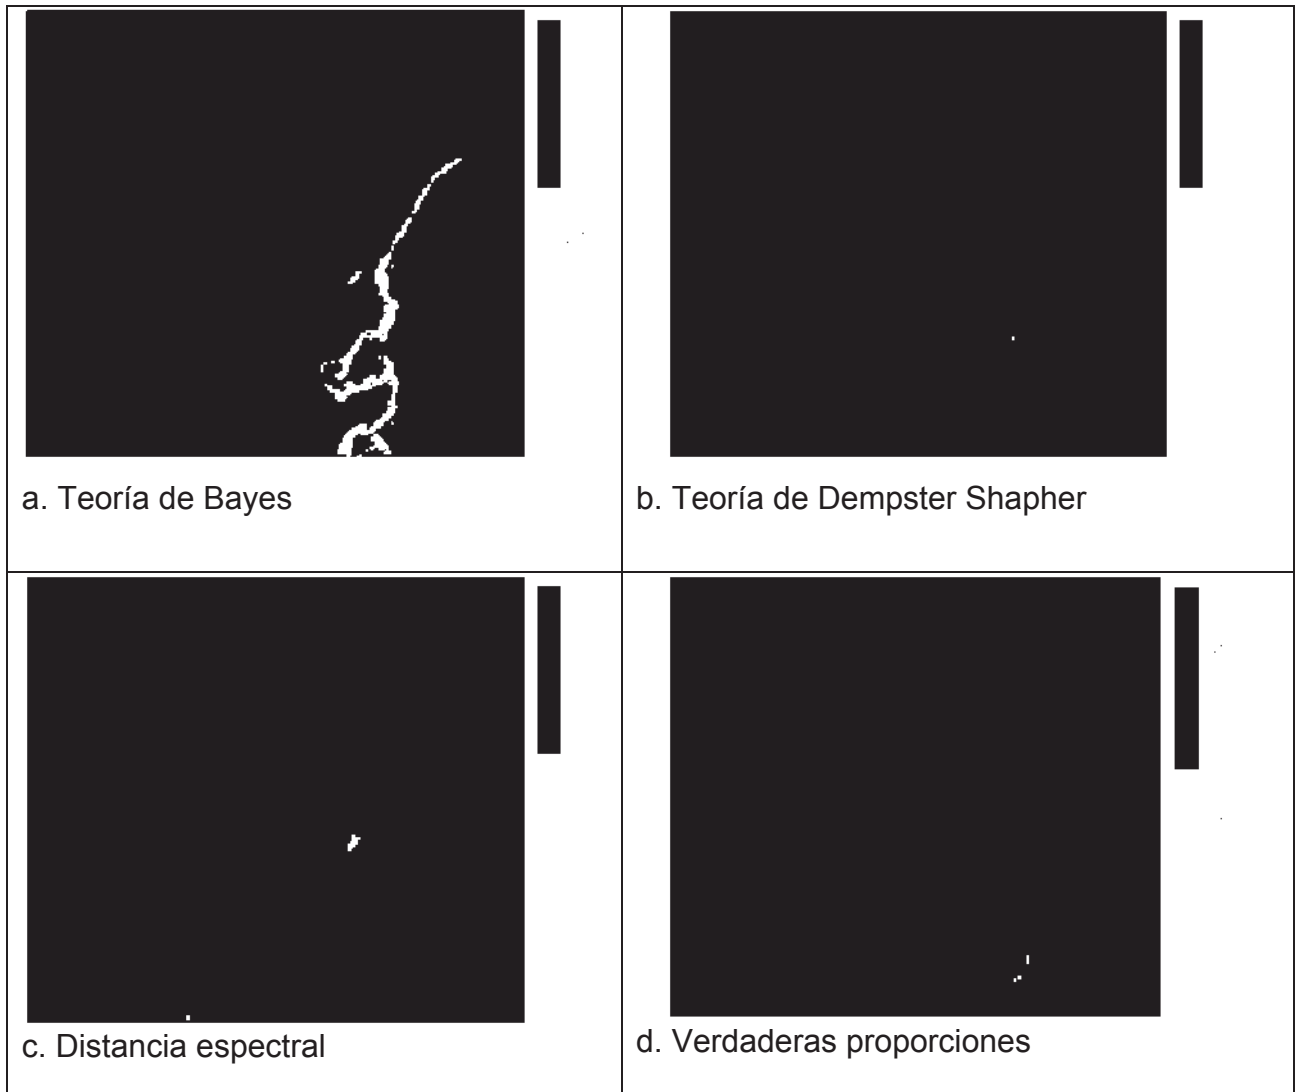 a. Teoría de Bayes
b. Teoría de Dempster Shapher
c. Distancia espectral
d. Verdaderas proporciones